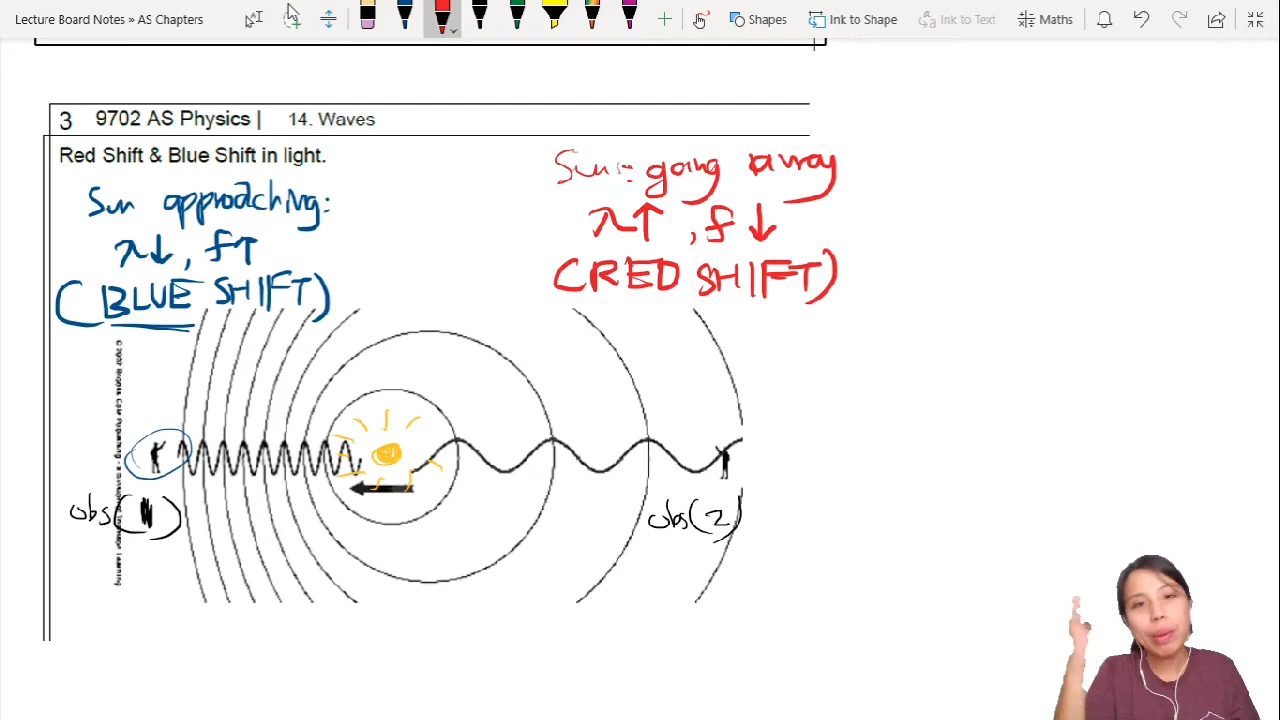 Lecture Board Notes » AS Chapters
Shapes
Ink to Shape
Ink to Text
Maths
3 9702 AS Physics | 14. Waves
Red Shift & Blue Shift in light.
Sun approaching:
λ↓, f↑
(BLUE SHIFT)
Sun: going away
λ↑, f↓
(RED SHIFT)
obs(1)
obs(2)